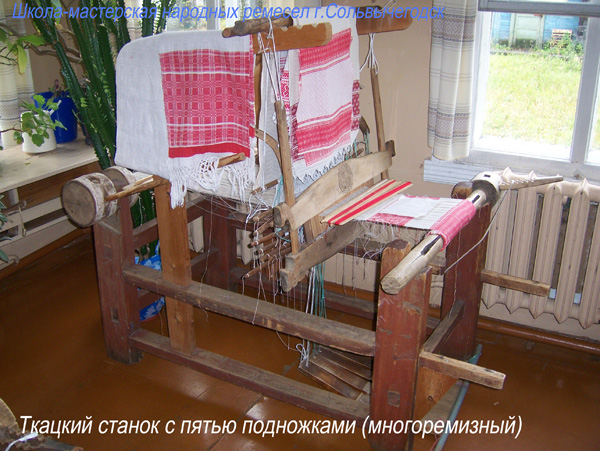 Школа-мастерская народных ремесел г.Сольвычегодск
Ткацкий станок с пятью подножками (многоремизный)